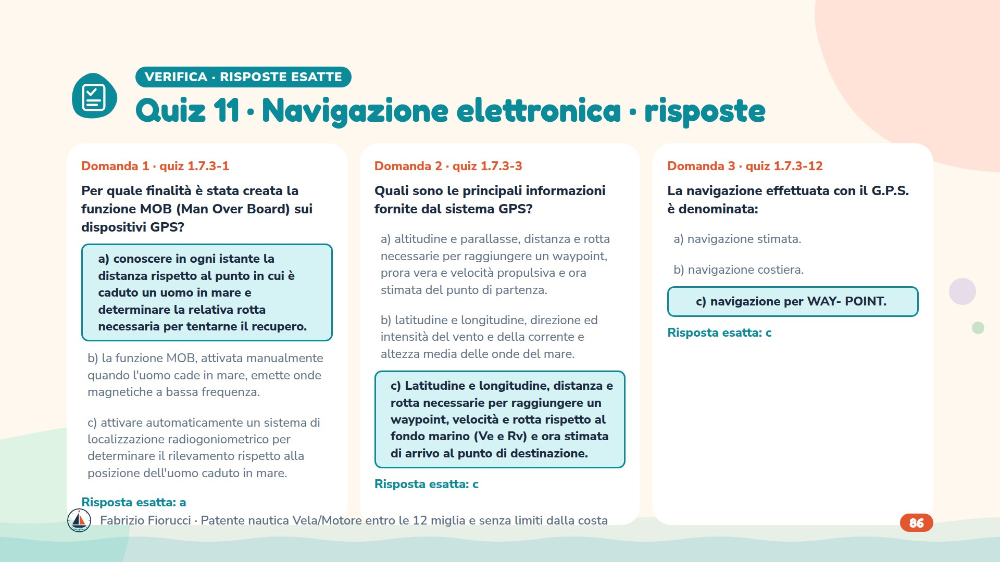 VERIFICA · RISPOSTE ESATTE
Quiz 11 · Navigazione elettronica · risposte
Domanda 1 · quiz 1.7.3-1
Per quale finalità è stata creata la
funzione MOB (Man Over Board) sui
dispositivi GPS?
a) conoscere in ogni istante la
distanza rispetto al punto in cui è
caduto un uomo in mare e
determinare la relativa rotta
necessaria per tentarne il recupero.
b) la funzione MOB, attivata manualmente
quando l'uomo cade in mare, emette onde
magnetiche a bassa frequenza.
c) attivare automaticamente un sistema di
localizzazione radiogoniometrico per
determinare il rilevamento rispetto alla
posizione dell'uomo caduto in mare.
Risposta esatta: a
Domanda 2 · quiz 1.7.3-3
Quali sono le principali informazioni
fornite dal sistema GPS?
a) altitudine e parallasse, distanza e rotta
necessarie per raggiungere un waypoint,
prora vera e velocità propulsiva e ora
stimata del punto di partenza.
b) latitudine e longitudine, direzione ed
intensità del vento e della corrente e
altezza media delle onde del mare.
c) Latitudine e longitudine, distanza e
rotta necessarie per raggiungere un
waypoint, velocità e rotta rispetto al
fondo marino (Ve e Rv) e ora stimata
di arrivo al punto di destinazione.
Risposta esatta: c
Domanda 3 · quiz 1.7.3-12
La navigazione effettuata con il G.P.S.
è denominata:
a) navigazione stimata.
b) navigazione costiera.
c) navigazione per WAY- POINT.
Risposta esatta: c
Fabrizio Fiorucci · Patente nautica Vela/Motore entro le 12 miglia e senza limiti dalla costa
86